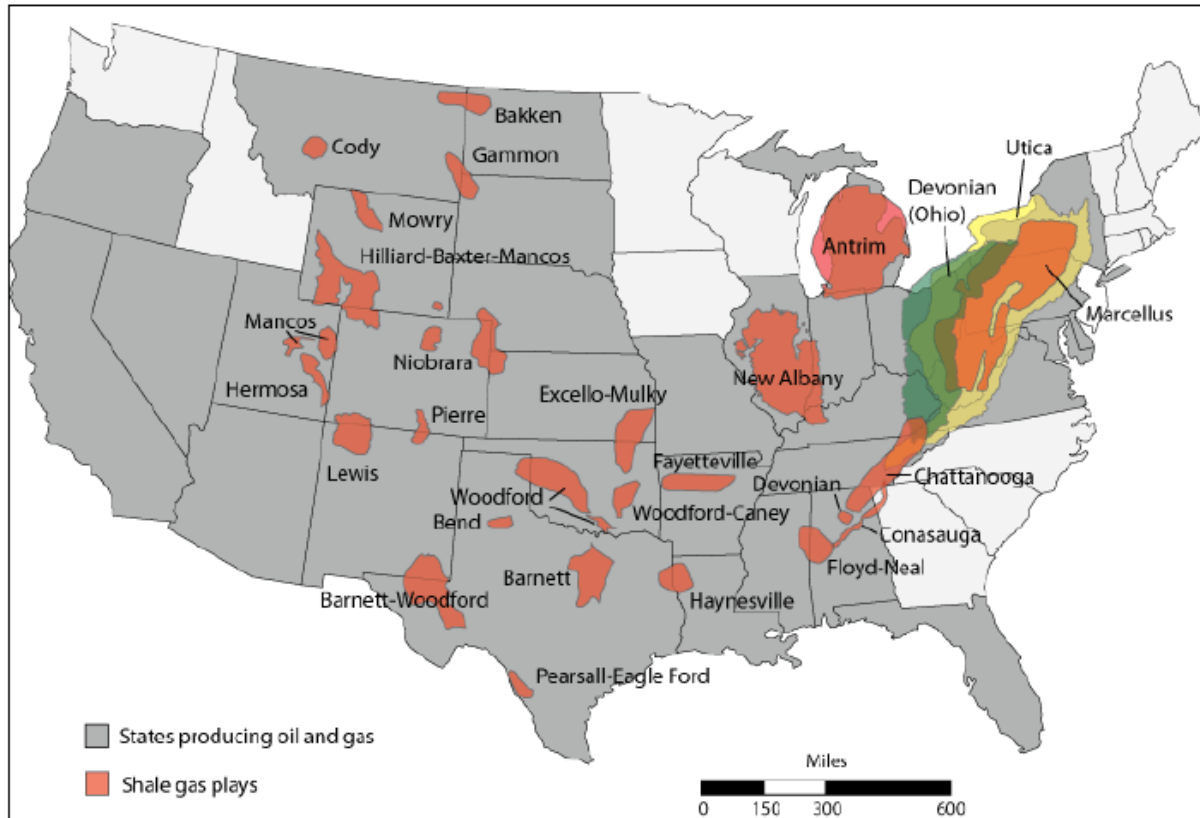 Bakken
Utica
Cody
Gammon
Devonian
(Ohio)
Mowry
Antrim
Hilliard-Baxter-Mancos
Marcellus
Mancos
Niobrara
New Albany
Hermosa
Excello-Mulky
Pierre
Lewis
Fayetteville
Chattanooga
Devonian
Woodford
Woodford-Caney
Bend
Conasauga
Floyd-Neal
Barnett
Barnett-Woodford
Haynesville
Pearsall-Eagle Ford
States producing oil and gas
Shale gas plays
Miles
0 150 300 600